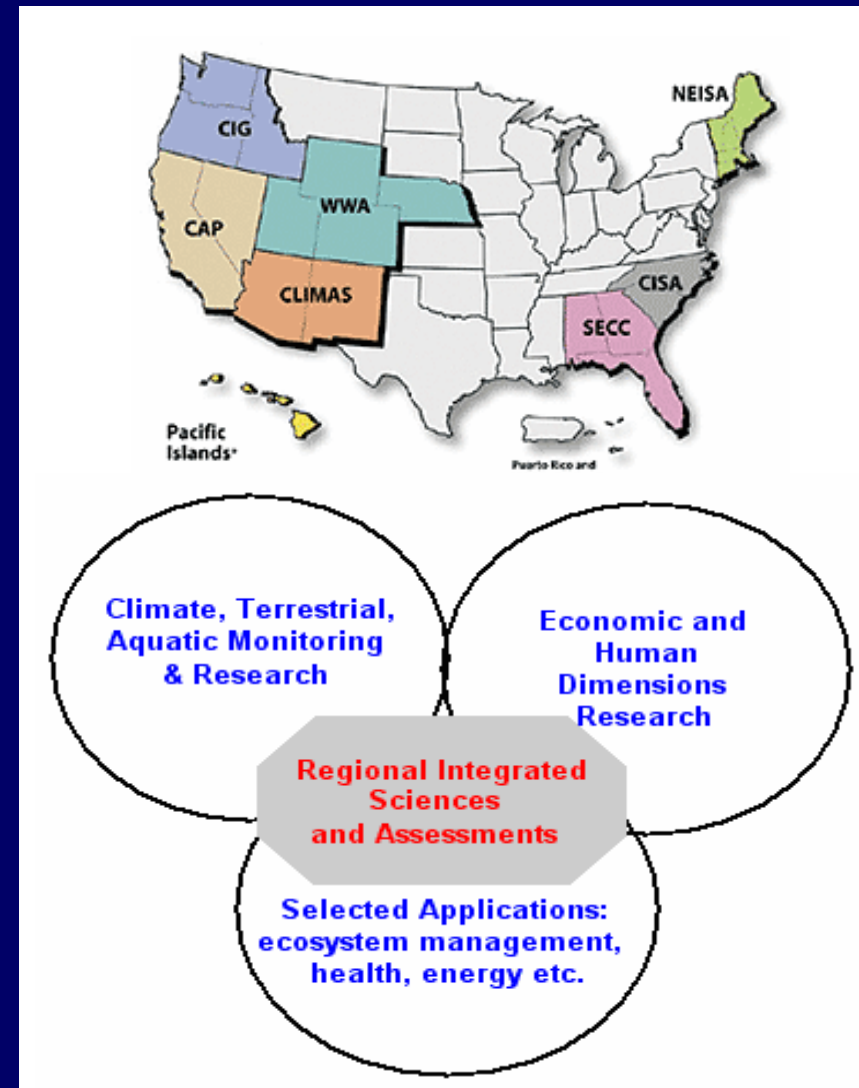 NEISA
CIG
WWA
CAP
CLIMAS
CISA
SECC
Pacific
Islands*
Puerto Rico and
Climate, Terrestrial,
Aquatic Monitoring
& Research
Economic and
Human
Dimensions
Research
Regional Integrated
Sciences
and Assessments
Selected Applications:
ecosystem management,
health, energy etc.